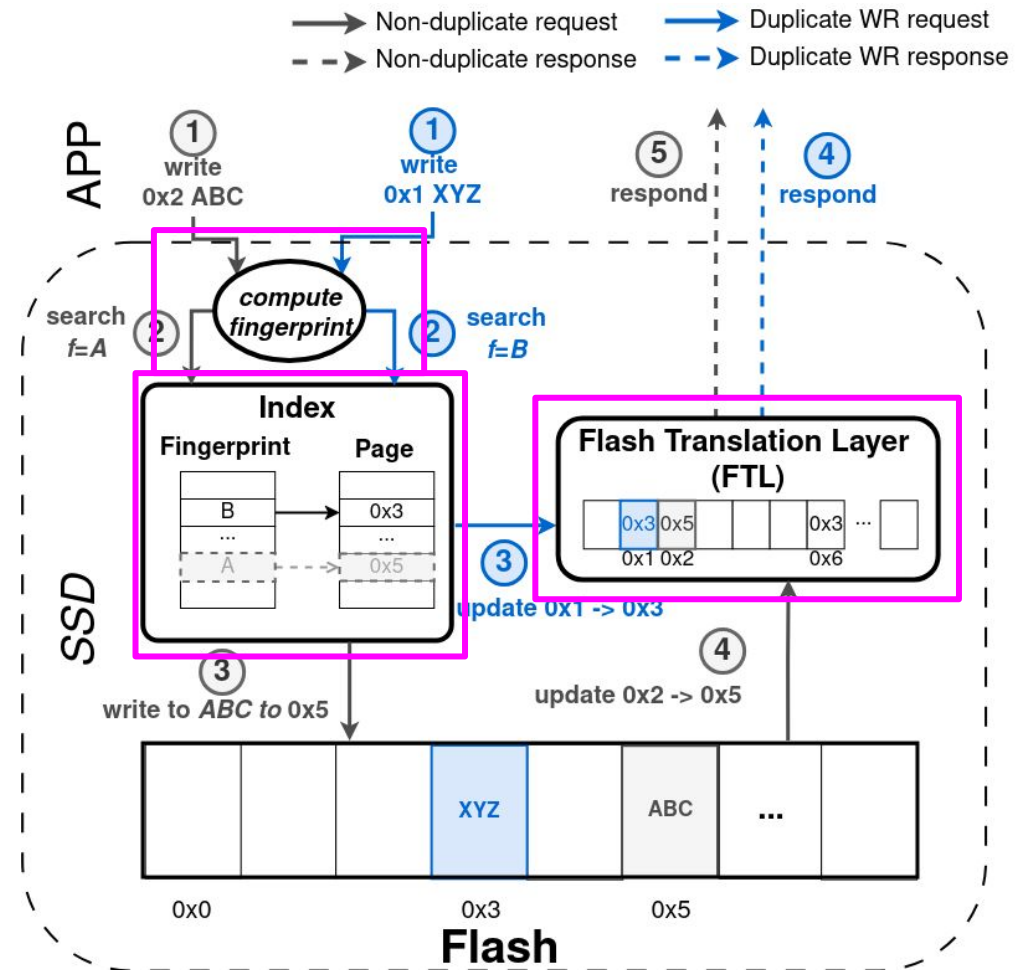 Non-duplicate request
Duplicate WR request
Non-duplicate response
Duplicate WR response
APP
1
write
0x2 ABC
1
write
0x1 XYZ
5
respond
4
respond
compute
fingerprint
search
f=A
2
2
search
f=B
Index
Fingerprint
Page
B
0x3
...
...
A
0x5
Flash Translation Layer
(FTL)
0x3
0x5
0x3
...
0x1
0x2
0x6
3
update 0x1 -> 0x3
SSD
3
write to ABC to 0x5
4
update 0x2 -> 0x5
XYZ
ABC
...
0x0
0x3
0x5
Flash